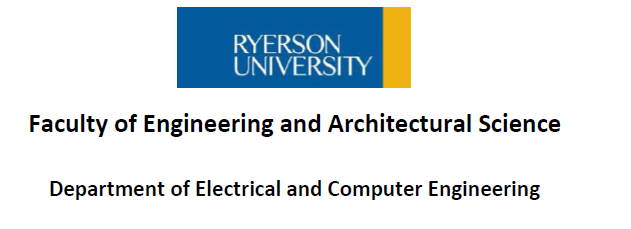 RYERSON
UNIVERSITY
Faculty of Engineering and Architectural Science
Department of Electrical and Computer Engineering